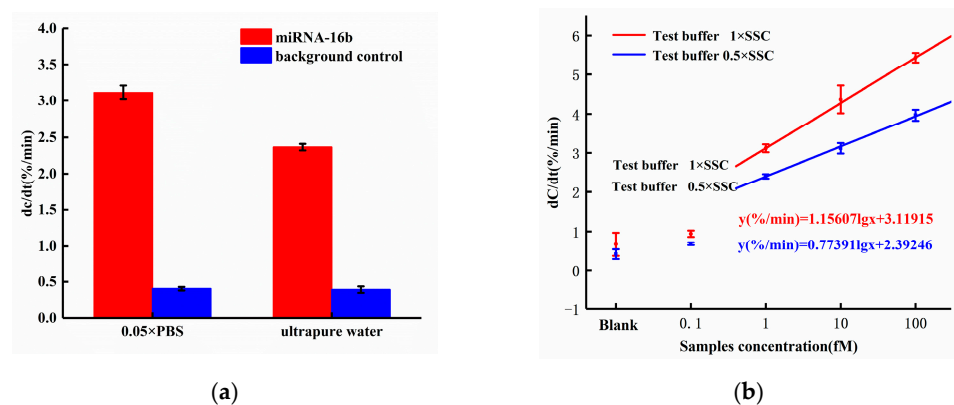 (a)
miRNA-16b
background control
dc/dt(%/min)
4.0
3.5
3.0
2.5
2.0
1.5
1.0
0.5
0.0
0.05×PBS
ultrapure water
(b)
Test buffer 1×SSC
Test buffer 0.5×SSC
dC/dt(%/min)
6
5
4
3
2
1
0
−1
Test buffer 1×SSC
Test buffer 0.5×SSC
y(%/min)=1.15607lgx+3.11915
y(%/min)=0.77391lgx+2.39246
Blank
0.1
1
10
100
Samples concentration(fM)